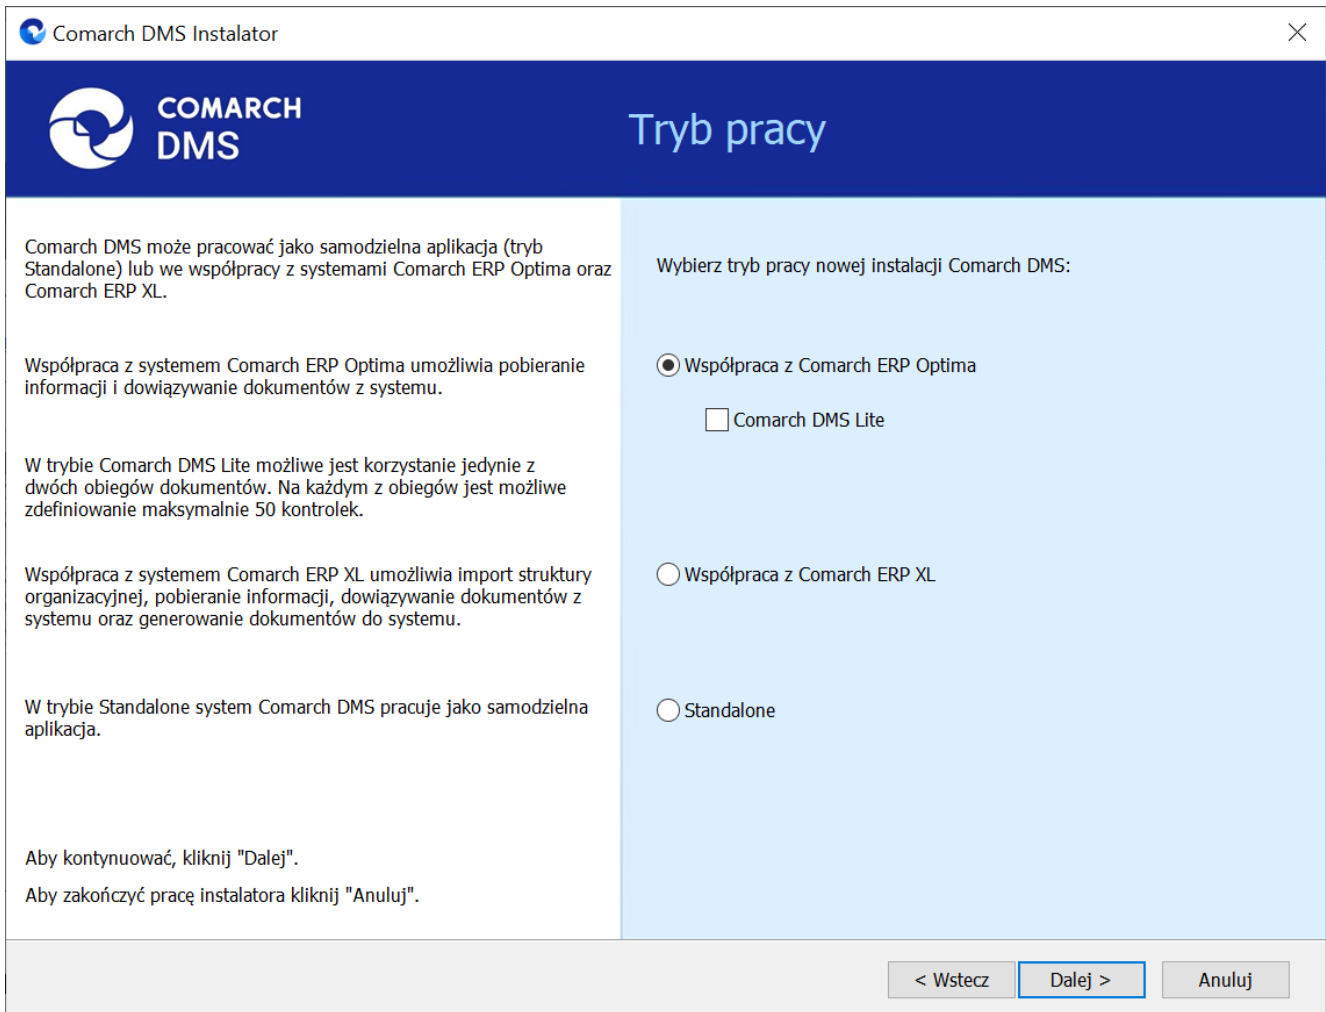 Comarch DMS Instalator
COMARCH
DMS
Tryb pracy
Comarch DMS może pracować jako samodzielna aplikacja (tryb
Standalone) lub we współpracy z systemami Comarch ERP Optima oraz
Comarch ERP XL.
Współpraca z systemem Comarch ERP Optima umożliwia pobieranie
informacji i dowiązywanie dokumentów z systemu.
W trybie Comarch DMS Lite możliwe jest korzystanie jedynie z
dwóch obiegów dokumentów. Na każdym z obiegów jest możliwe
zdefiniowanie maksymalnie 50 kontrolek.
Współpraca z systemem Comarch ERP XL umożliwia import struktury
organizacyjnej, pobieranie informacji, dowiązywanie dokumentów z
systemu oraz generowanie dokumentów do systemu.
W trybie Standalone system Comarch DMS pracuje jako samodzielna
aplikacja.
Aby kontynuować, kliknij "Dalej".
Aby zakończyć pracę instalatora kliknij "Anuluj".
Wybierz tryb pracy nowej instalacji Comarch DMS:
Współpraca z Comarch ERP Optima
Comarch DMS Lite
Współpraca z Comarch ERP XL
Standalone
< Wstecz
Dalej >
Anuluj